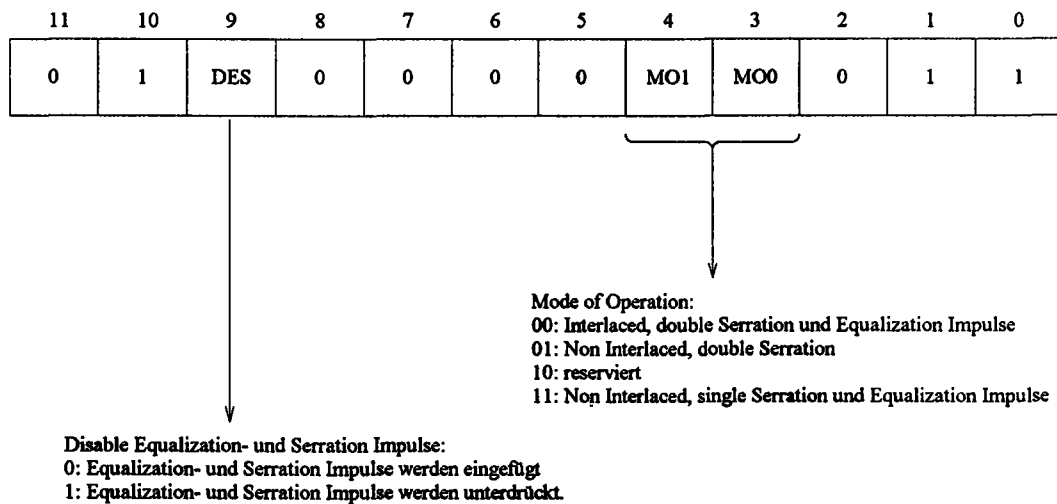 11 10 9 8 7 6 5 4 3 2 1 0
0 1 DES 0 0 0 0 MO1 MO0 0 1 1
Mode of Operation:
00: Interlaced, double Serration und Equalization Impulse
01: Non Interlaced, double Serration
10: reserviert
11: Non Interlaced, single Serration und Equalization Impulse
Disable Equalization- und Serration Impulse:
0: Equalization- und Serration Impulse werden eingefügt
1: Equalization- und Serration Impulse werden unterdrückt.